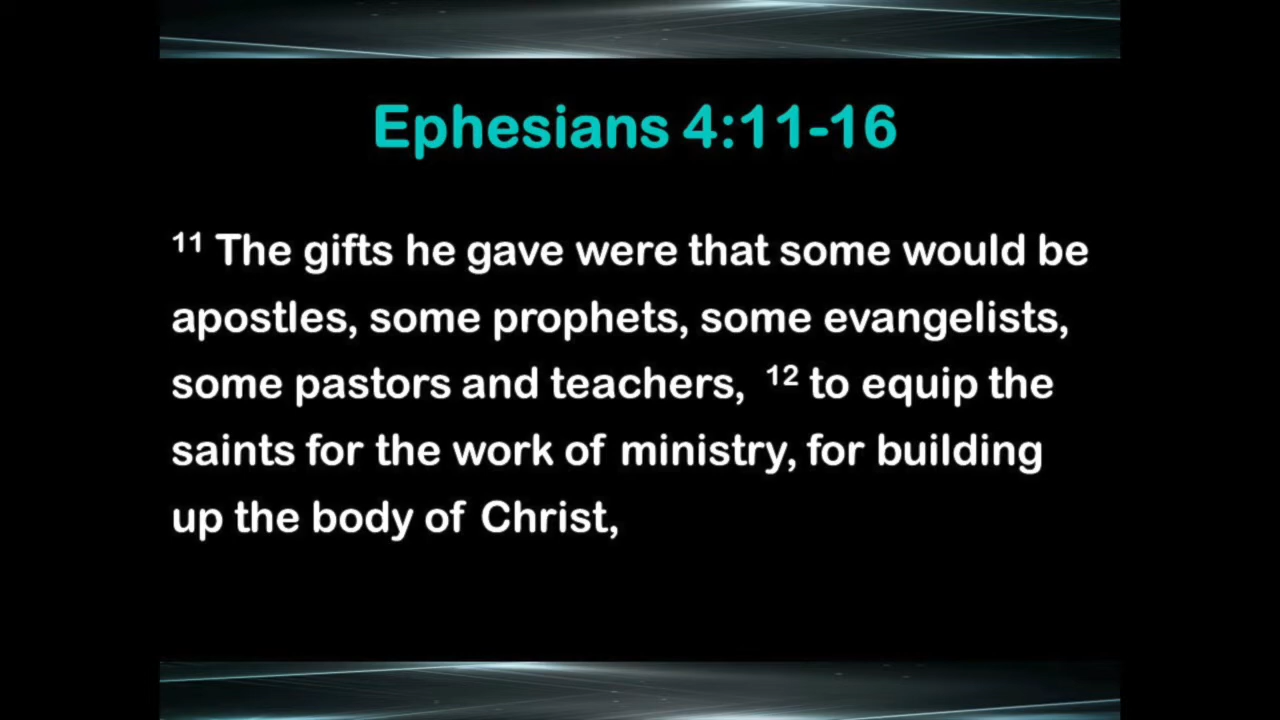 Ephesians 4:11-16
11 The gifts he gave were that some would be
apostles, some prophets, some evangelists,
some pastors and teachers, 12 to equip the
saints for the work of ministry, for building
up the body of Christ,